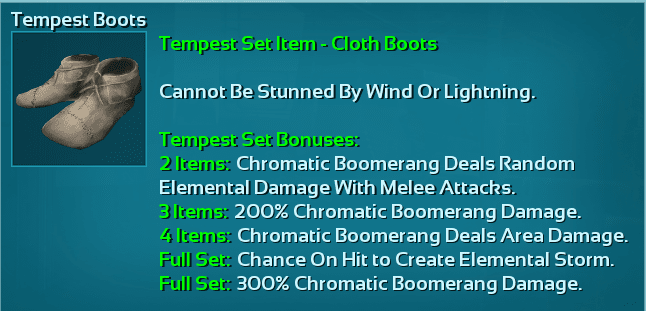 Tempest Boots
Tempest Set Item - Cloth Boots
Cannot Be Stunned By Wind Or Lightning.
Tempest Set Bonuses:
2 Items: Chromatic Boomerang Deals Random
Elemental Damage With Melee Attacks.
3 Items: 200% Chromatic Boomerang Damage.
4 Items: Chromatic Boomerang Deals Area Damage.
Full Set: Chance On Hit to Create Elemental Storm.
Full Set: 300% Chromatic Boomerang Damage.